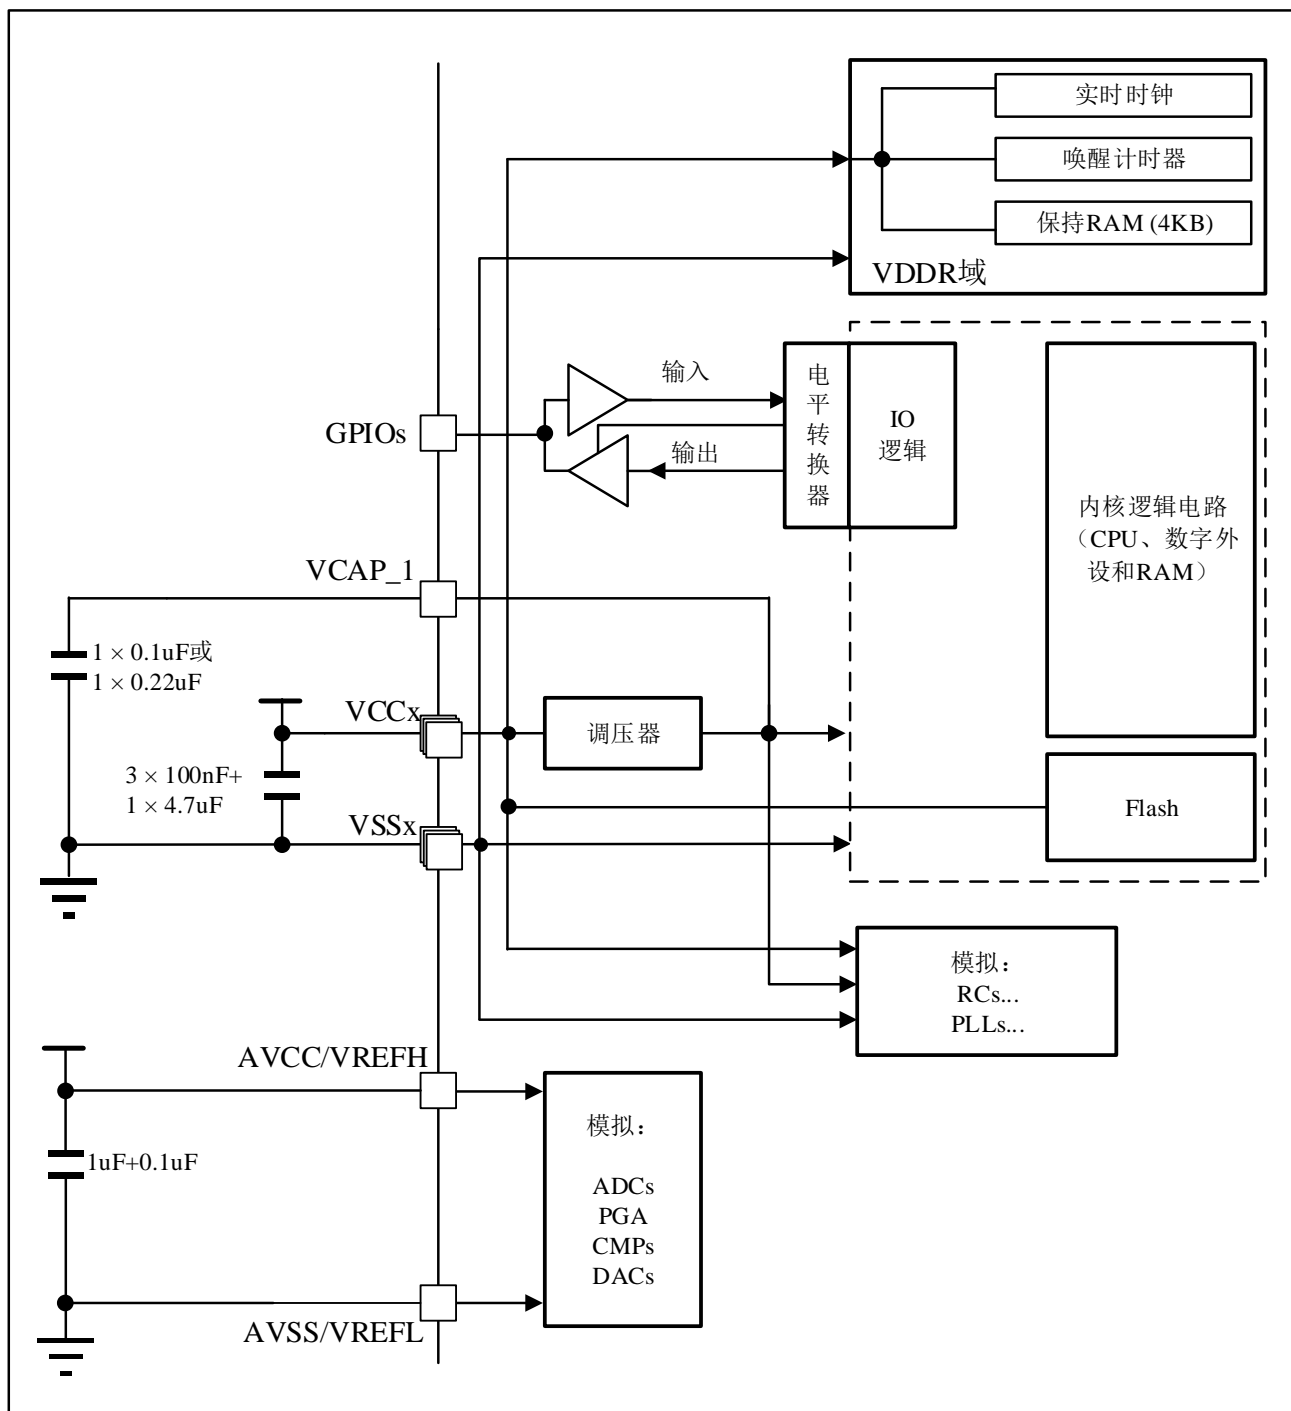 实时时钟
唤醒计时器
保持RAM (4KB)
VDDR域
输入
GPIOs
输出
电
平
转
换
器
IO
逻辑
内核逻辑电路
（CPU、数字外
设和RAM）
VCAP_1
1 × 0.1uF或
1 × 0.22uF
VCCx
调压器
3 × 100nF+
1 × 4.7uF
VSSx
Flash
模拟：
RCs...
PLLs...
AVCC/VREFH
1uF+0.1uF
模拟：
ADCs
PGA
CMPs
DACs
AVSS/VREFL